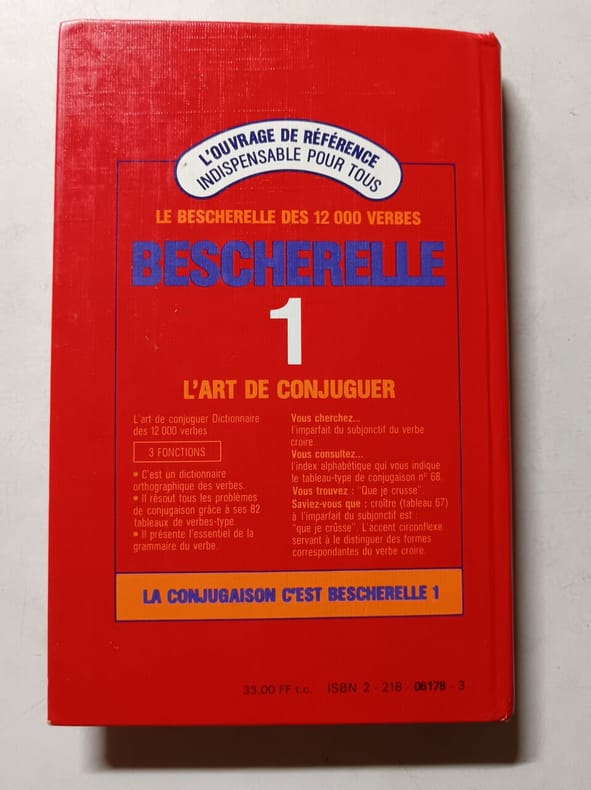 L'OUVRAGE DE RÉFÉRENCE
INDISPENSABLE POUR TOUS
LE BESCHERELLE DES 12 000 VERBES
BESCHERELLE
1
L'ART DE CONJUGUER
L'art de conjuguer Dictionnaire
des 12 000 verbes
3 FONCTIONS
• C'est un dictionnaire
orthographique des verbes.
• Il résout tous les problèmes
de conjugaison grâce à ses 82
tableaux de verbes-type.
• Il présente l'essentiel de la
grammaire du verbe.
Vous cherchez...
l'imparfait du subjonctif du verbe
croire.
Vous consultez...
l'index alphabétique qui vous indique
le tableau-type de conjugaison n° 68.
Vous trouvez : "Que je crusse".
Saviez-vous que : croître (tableau 67)
à l'imparfait du subjonctif est :
"que je crûsse". L'accent circonflexe
servant à le distinguer des formes
correspondantes du verbe croire.
LA CONJUGAISON C'EST BESCHERELLE 1
33,00 FF t.c. ISBN 2 - 218 - 06178 - 3